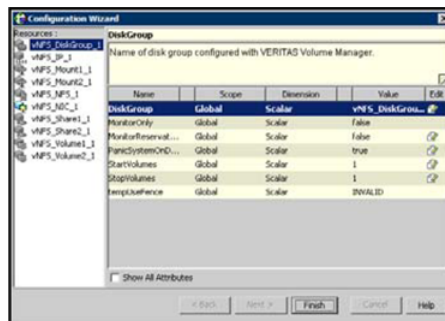 Configuration Wizard
Resources :
vNFS_DiskGroup_1
vNFS_IP_1
vNFS_Mount1_1
vNFS_Mount2_1
vNFS_NFS_1
vNFS_NIC_1
vNFS_Share1_1
vNFS_Share2_1
vNFS_Volume1_1
vNFS_Volume2_1
DiskGroup
Name of disk group configured with VERITAS Volume Manager.
Name Scope Dimension Value Edit
DiskGroup Global Scalar vNFS_DiskGrou...
MonitorOnly Global Scalar false
MonitorReservat... Global Scalar false
PanicSystemOnD... Global Scalar true
StartVolumes Global Scalar 1
StopVolumes Global Scalar 1
tempUseFence Global Scalar INVALID
Show All Attributes
< Back Next > Finish Cancel Help